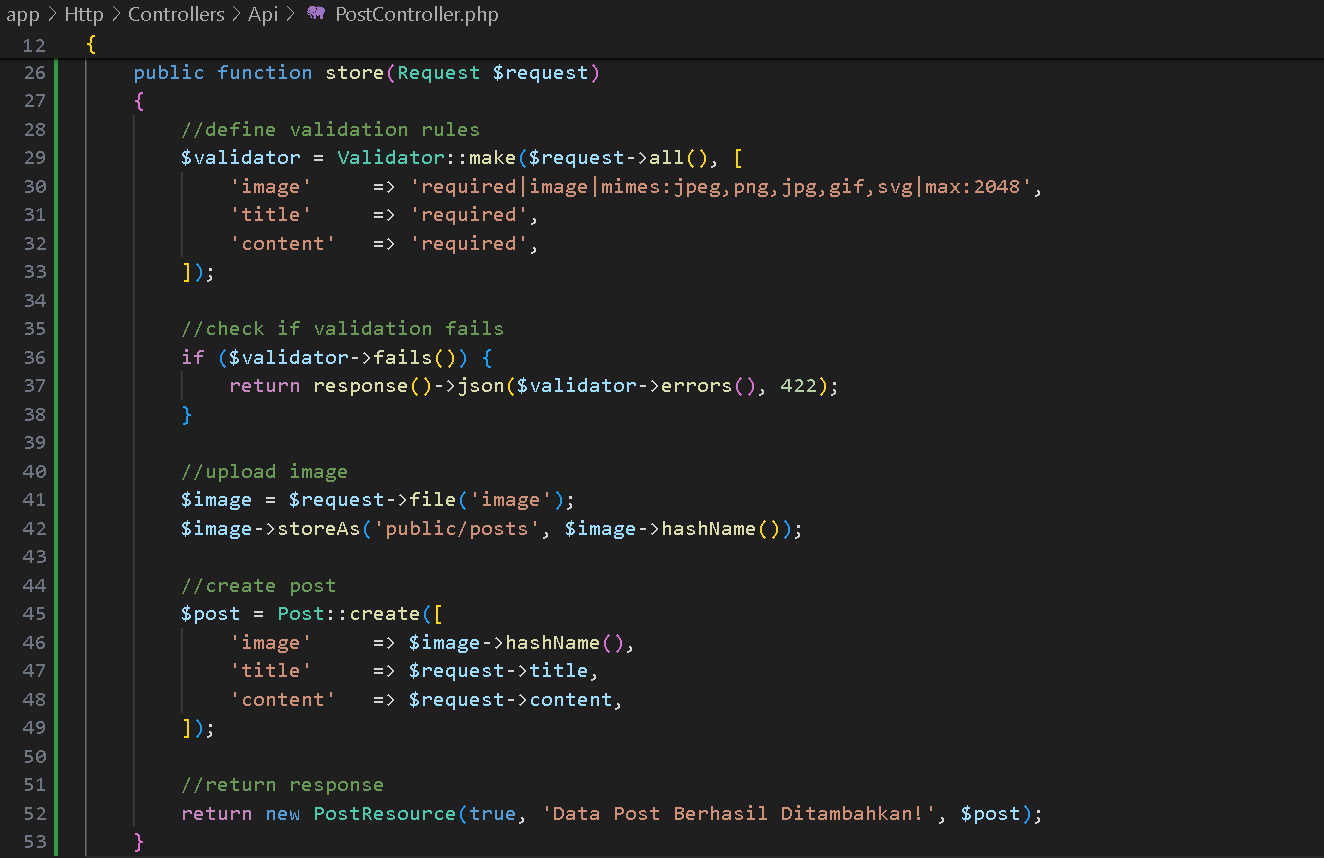 app > Http > Controllers > Api > PostController.php
12 {
26 public function store(Request $request)
27 {
28 //define validation rules
29 $validator = Validator::make($request->all(), [
30 'image' => 'required|image|mimes:jpeg,png,jpg,gif,svg|max:2048',
31 'title' => 'required',
32 'content' => 'required',
33 ]);
34
35 //check if validation fails
36 if ($validator->fails()) {
37 return response()->json($validator->errors(), 422);
38 }
39
40 //upload image
41 $image = $request->file('image');
42 $image->storeAs('public/posts', $image->hashName());
43
44 //create post
45 $post = Post::create([
46 'image' => $image->hashName(),
47 'title' => $request->title,
48 'content' => $request->content,
49 ]);
50
51 //return response
52 return new PostResource(true, 'Data Post Berhasil Ditambahkan!', $post);
53 }